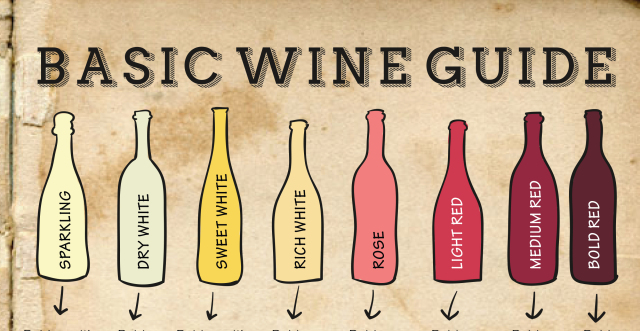 BASIC WINE GUIDE
SPARKLING
DRY WHITE
SWEET WHITE
RICH WHITE
ROSE
LIGHT RED
MEDIUM RED
BOLD RED